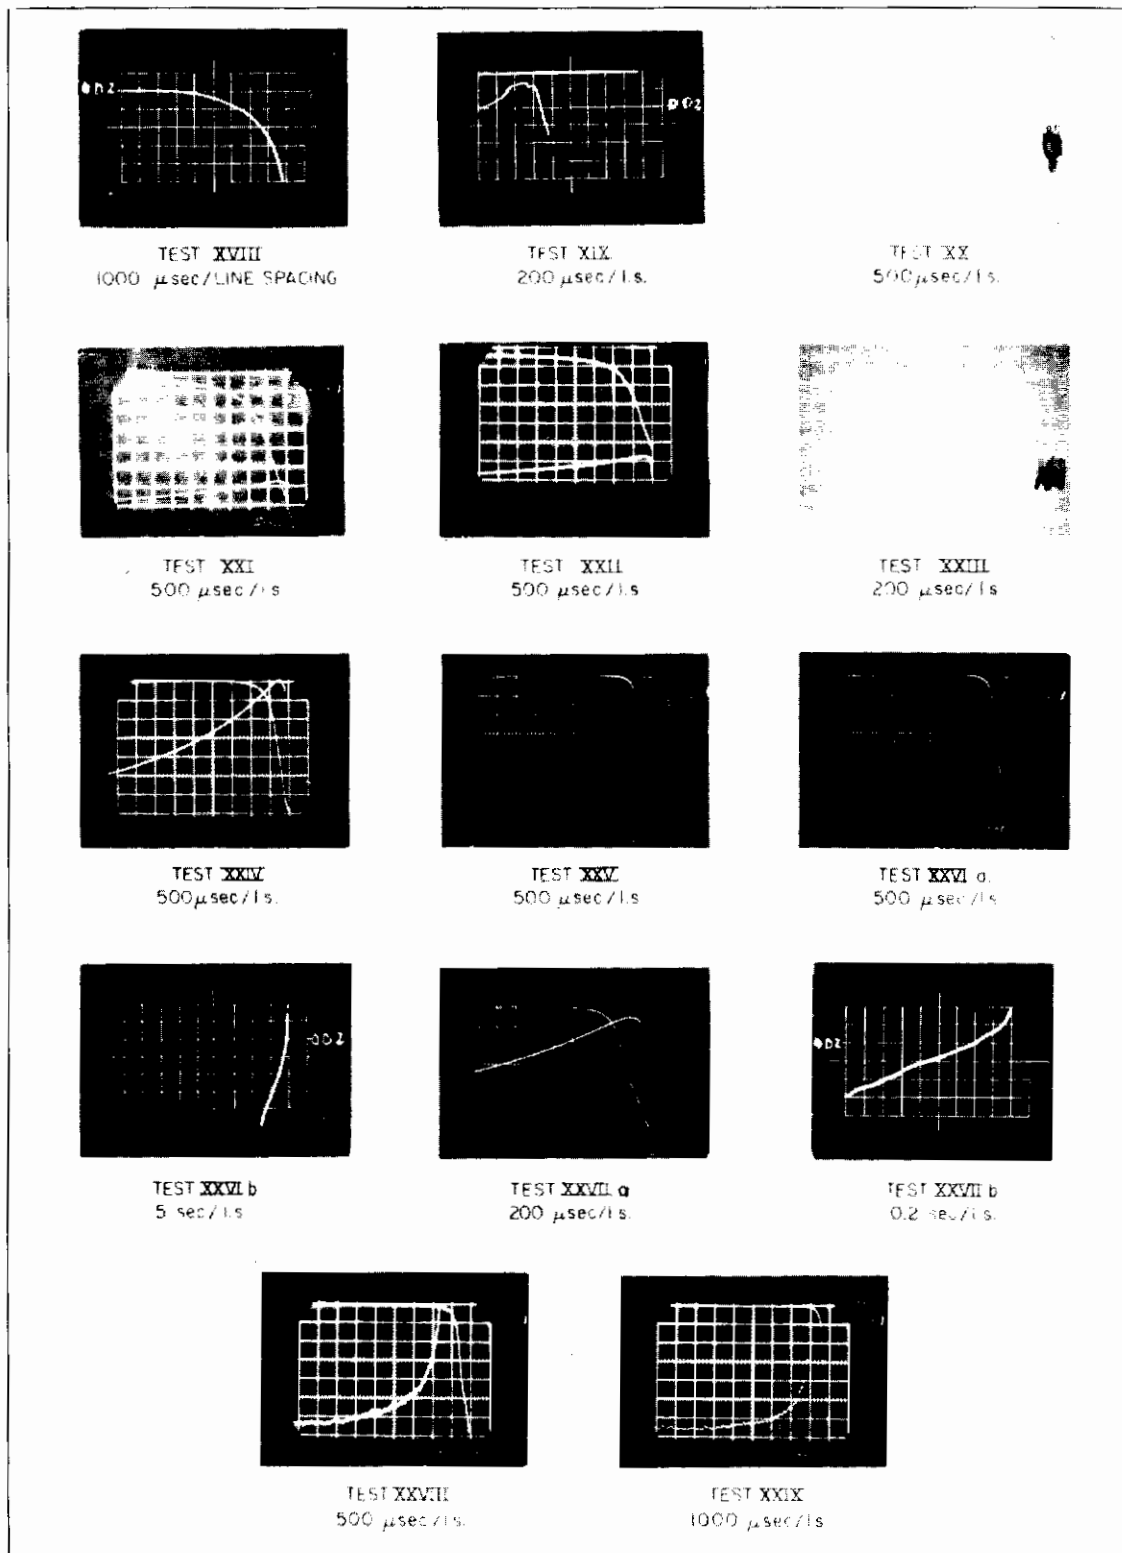 TEST XVIII
1000 μsec/LINE SPACING
TEST XIX
200 μsec/l.s.
TEST XX
500μsec/l.s.
TEST XXI
500 μsec/l s
TEST XXII
500 μsec/l.s
TEST XXIII
200 μsec/l s
TEST XXIV
500μsec/l s.
TEST XXV
500 μsec/l.s
TEST XXVI a.
500 μsec/l s
TEST XXVI b
5 sec/l.s
TEST XXVII a
200 μsec/l.s.
TEST XXVII b
0.2 sec/l s.
TEST XXVIII
500 μsec/l s.
TEST XXIX
1000 μsec/l s